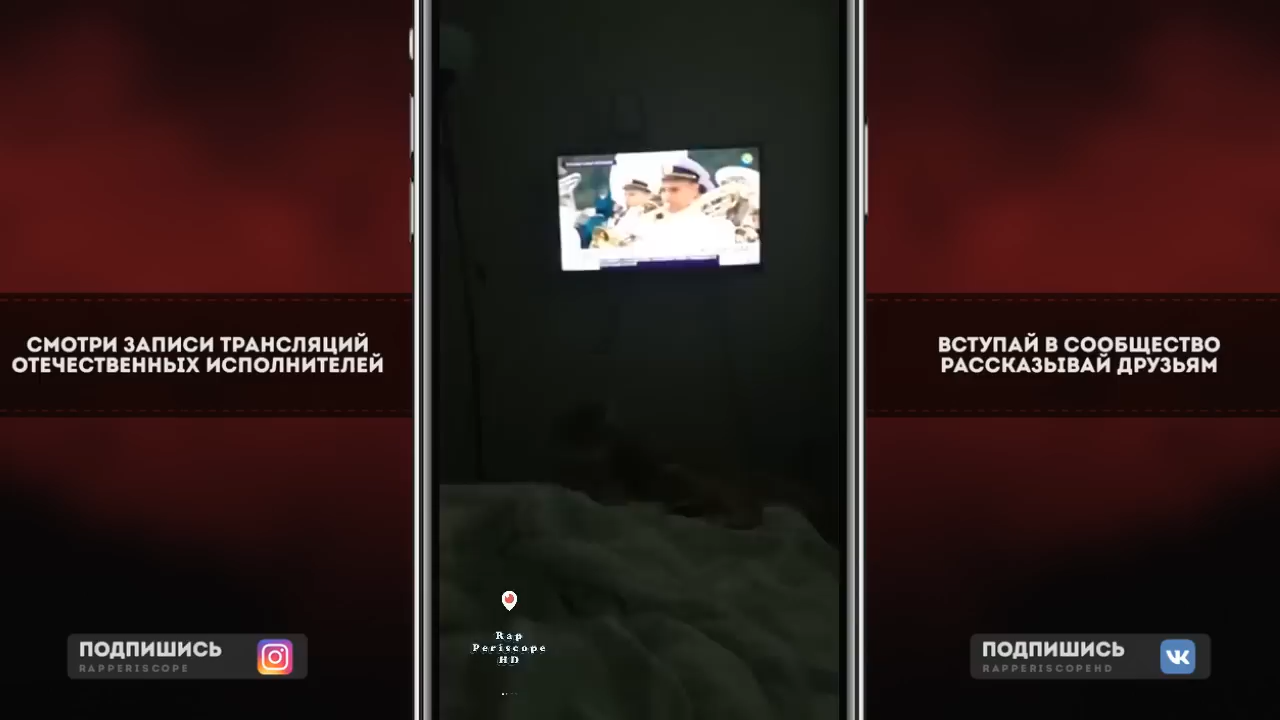 СМОТРИ ЗАПИСИ ТРАНСЛЯЦИЙ
ОТЕЧЕСТВЕННЫХ ИСПОЛНИТЕЛЕЙ
ВСТУПАЙ В СООБЩЕСТВО
РАССКАЗЫВАЙ ДРУЗЬЯМ
Rap
Periscope
HD
ПОДПИШИСЬ
RAPPERISCOPE
ПОДПИШИСЬ
RAPPERISCOPEHD